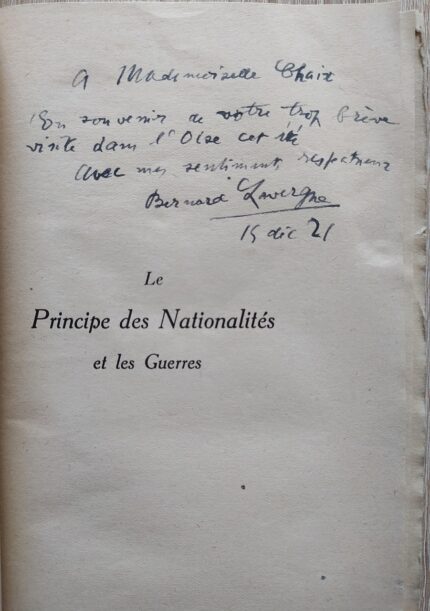 A Mademoiselle Chaix
En souvenir de votre trop brève
visite dans l'Oise cet été
avec mes sentiments respectueux
Bernard Lavergne
15 déc 21
Le
Principe des Nationalités
et les Guerres